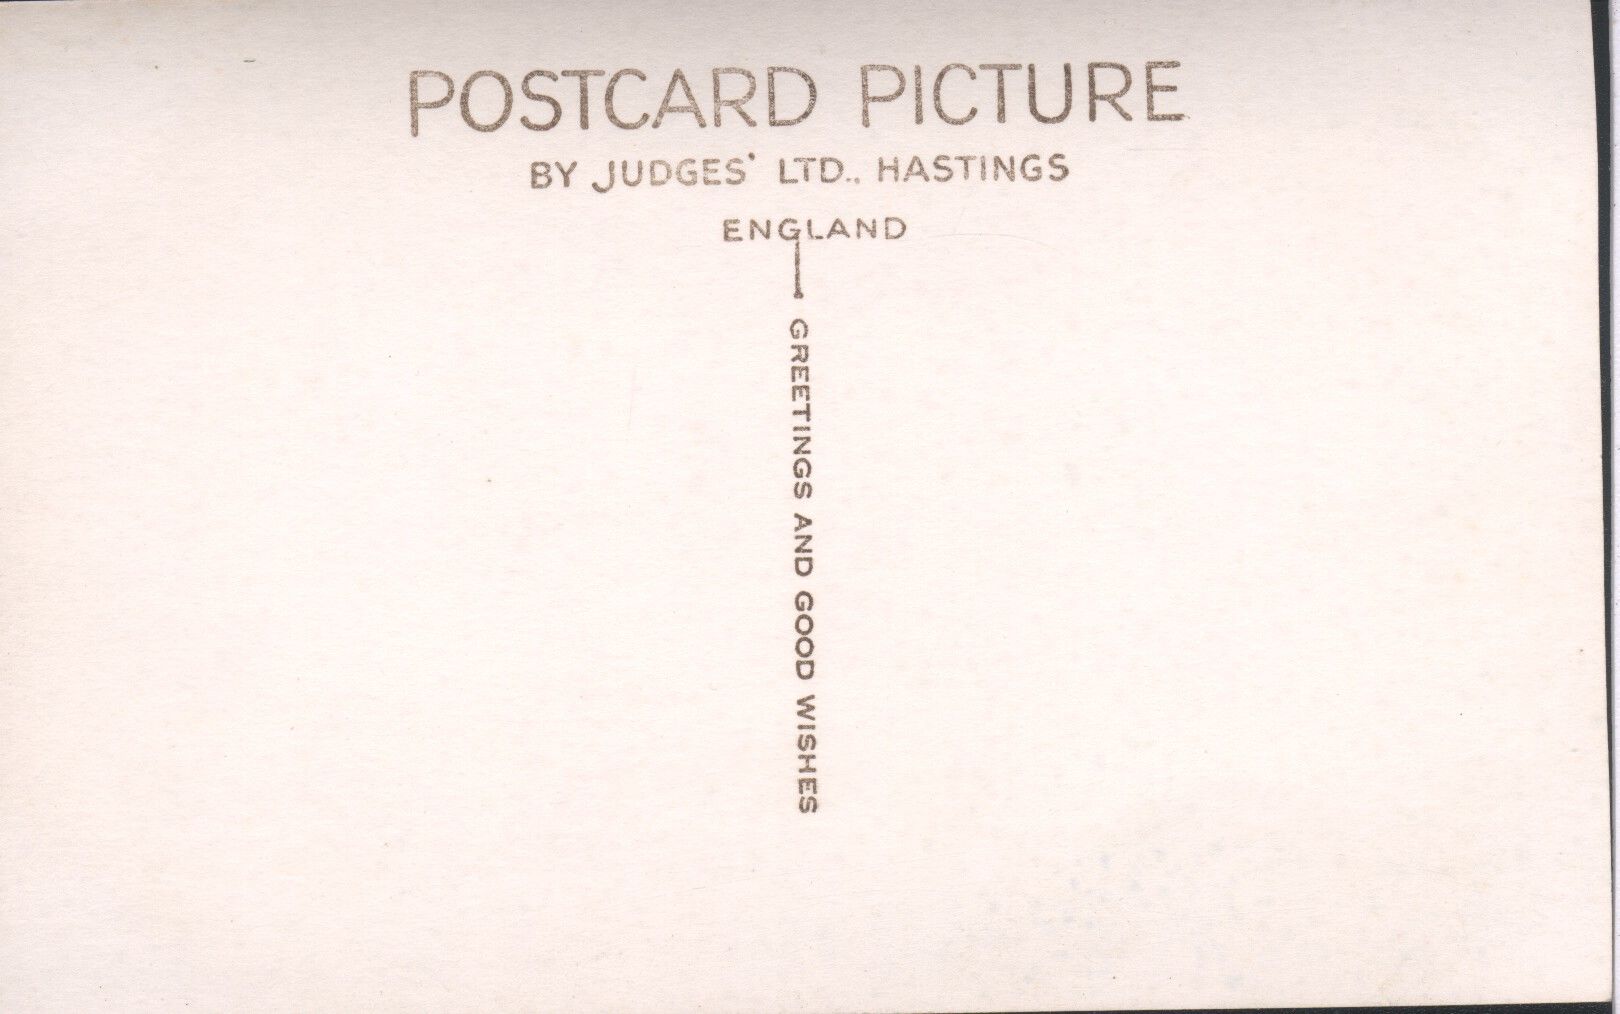 POSTCARD PICTURE
BY JUDGES' LTD., HASTINGS
ENGLAND
GREETINGS AND GOOD WISHES